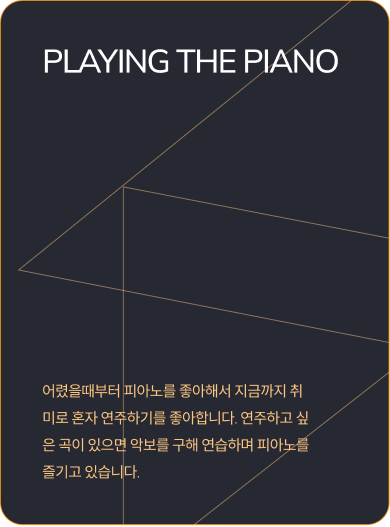 PLAYING THE PIANO
어렸을때부터 피아노를 좋아해서 지금까지 취
미로 혼자 연주하기를 좋아합니다. 연주하고 싶
은 곡이 있으면 악보를 구해 연습하며 피아노를
즐기고 있습니다.